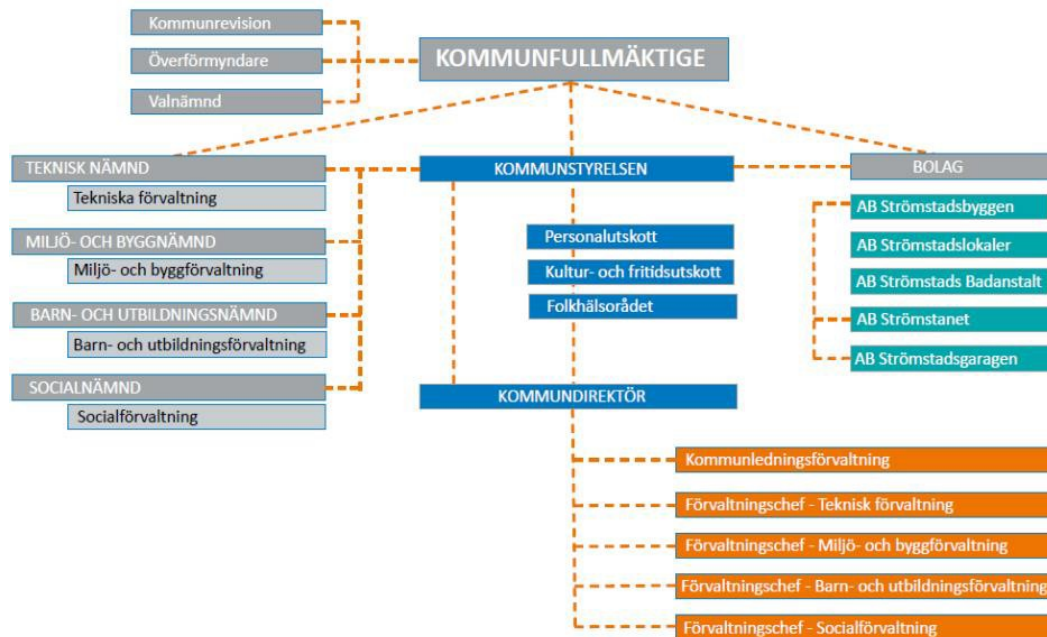 Kommunrevision
Överförmyndare
Valnämnd
KOMMUNFULLMÄKTIGE
TEKNISK NÄMND
Tekniska förvaltning
MILJÖ- OCH BYGGNÄMND
Miljö- och byggförvaltning
BARN- OCH UTBILDNINGSNÄMND
Barn- och utbildningsförvaltning
SOCIALNÄMND
Socialförvaltning
KOMMUNSTYRELSEN
Personalutskott
Kultur- och fritidsutskott
Folkhälsorådet
KOMMUNDIREKTÖR
BOLAG
AB Strömstadsbyggen
AB Strömstadslokaler
AB Strömstads Badanstalt
AB Strömstanet
AB Strömstadsgaragen
Kommunledningsförvaltning
Förvaltningschef - Teknisk förvaltning
Förvaltningschef - Miljö- och byggförvaltning
Förvaltningschef - Barn- och utbildningsförvaltning
Förvaltningschef - Socialförvaltning